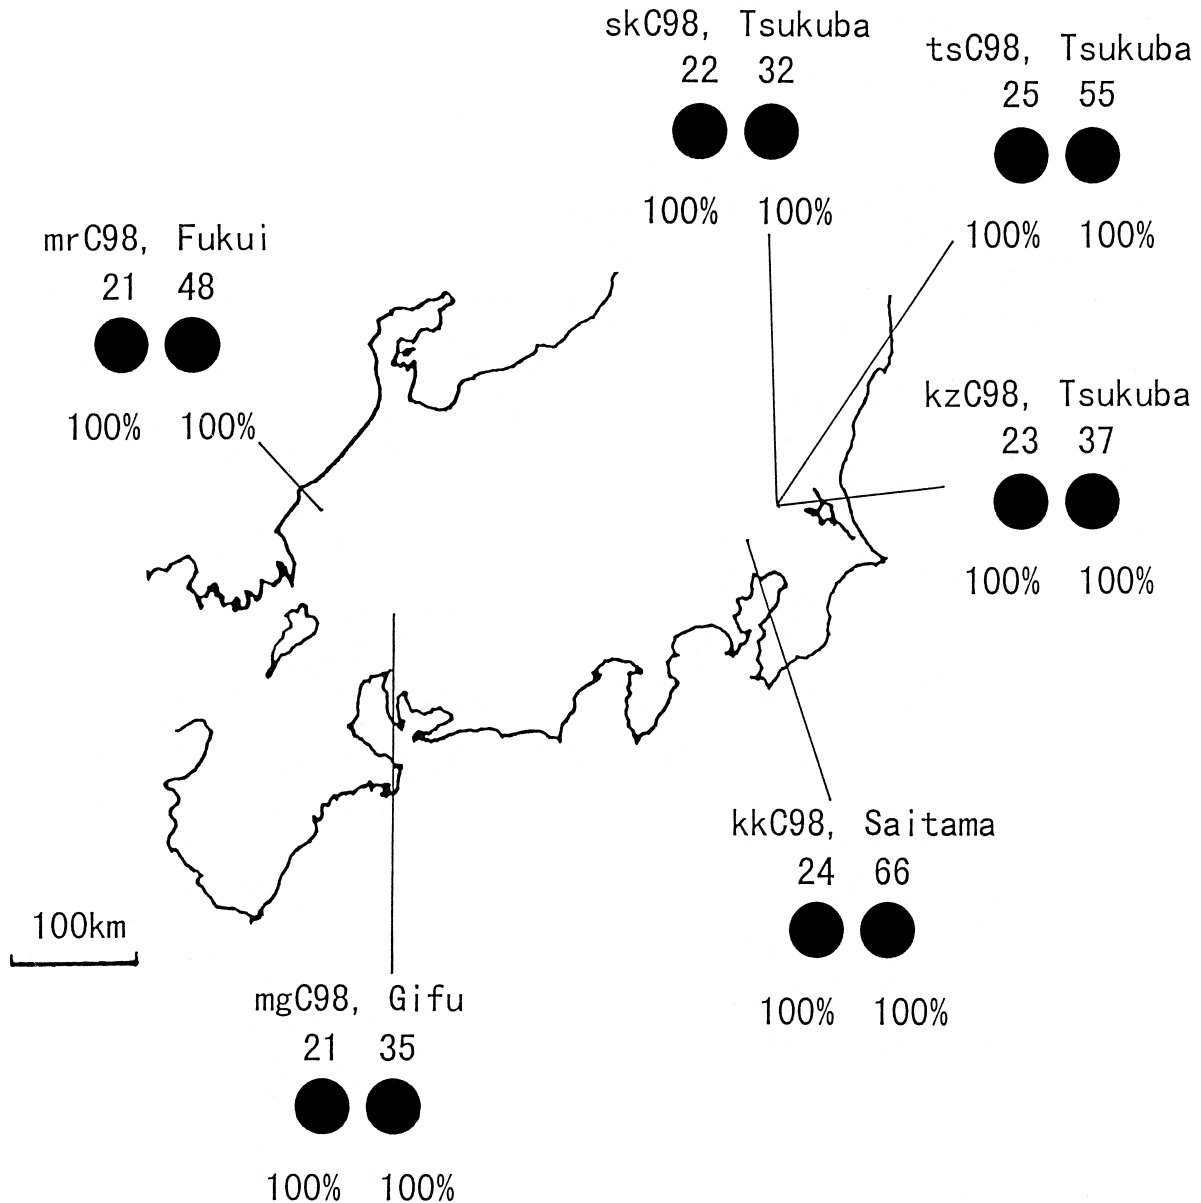 skC98, Tsukuba
22 32
100% 100%
tsC98, Tsukuba
25 55
100% 100%
mrC98, Fukui
21 48
100% 100%
kzC98, Tsukuba
23 37
100% 100%
kkC98, Saitama
24 66
100% 100%
100km
mgC98, Gifu
21 35
100% 100%